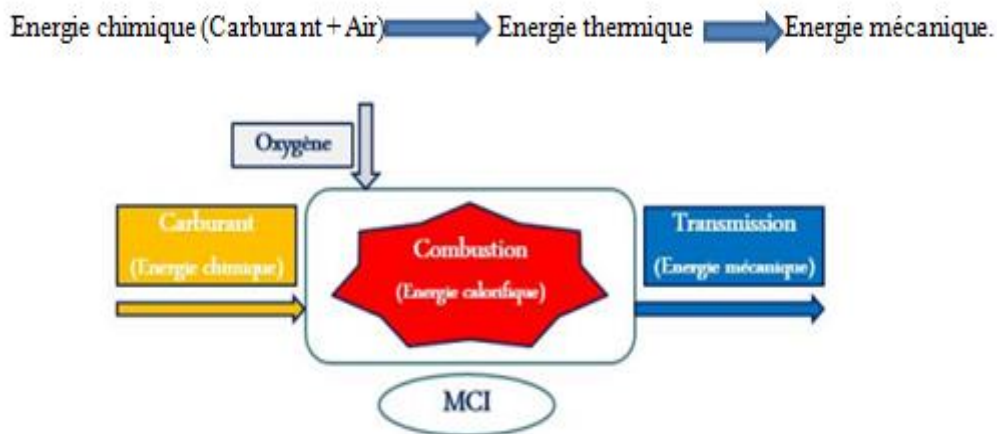 Energie chimique (Carburant + Air) Energie thermique Energie mécanique.
Oxygène
Carburant
(Energie chimique)
Combustion
(Energie calorifique)
Transmission
(Energie mécanique)
MCI